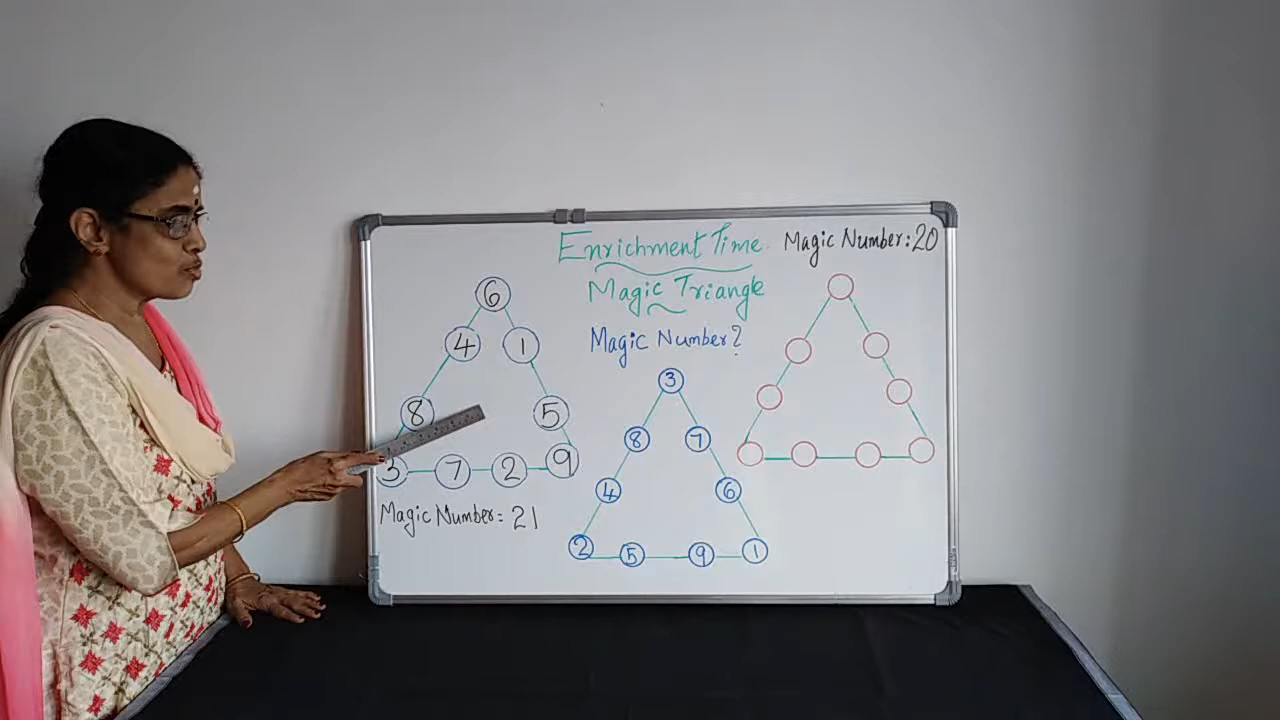 Enrichment Time
Magic Triangle
6
4 1
8 5
3 7 2 9
Magic Number = 21
Magic Number?
3
8 7
4 6
2 5 9 1
Magic Number: 20